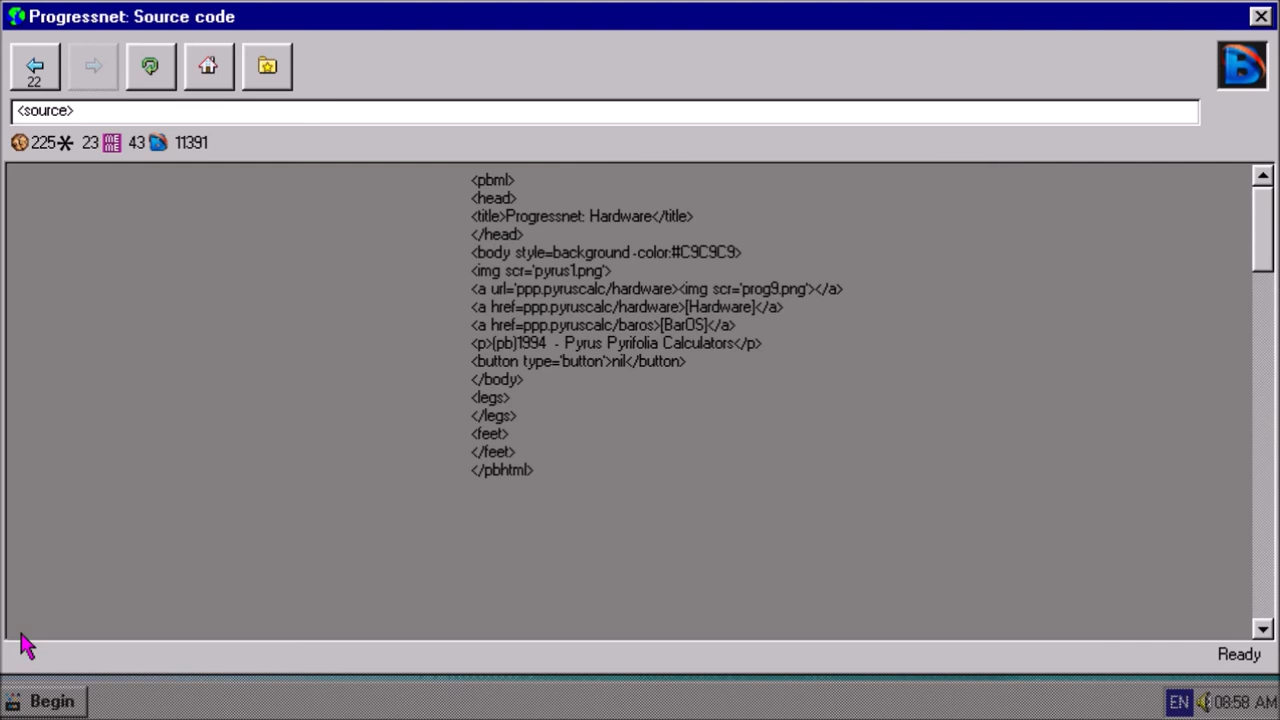 Progressnet: Source code
22
<source>
225 23 ME ME 43 11391
<pbml>
<head>
<title>Progressnet: Hardware</title>
</head>
<body style=background-color:#C9C9C9>
<img scr='pyrus1.png'>
<a url='ppp.pyruscalc/hardware><img scr='prog9.png'></a>
<a href=ppp.pyruscalc/hardware>[Hardware]</a>
<a href=ppp.pyruscalc/baros>[BarOS]</a>
<p>(pb)1994 - Pyrus Pyrifolia Calculators</p>
<button type='button'>nil</button>
</body>
<legs>
</legs>
<feet>
</feet>
</pbhtml>
Ready
Begin
EN 08:58 AM